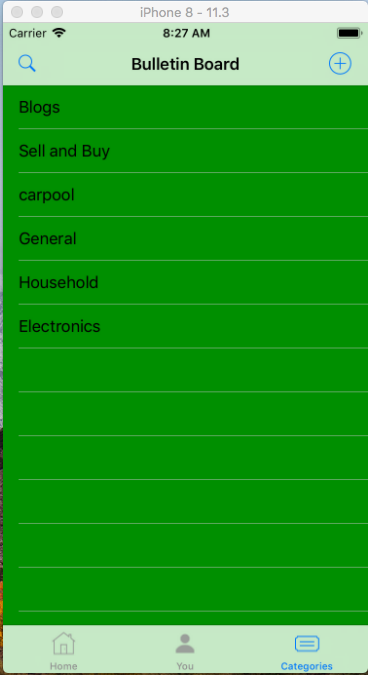 iPhone 8 - 11.3
Carrier 8:27 AM
Bulletin Board
Blogs
Sell and Buy
carpool
General
Household
Electronics
Home You Categories